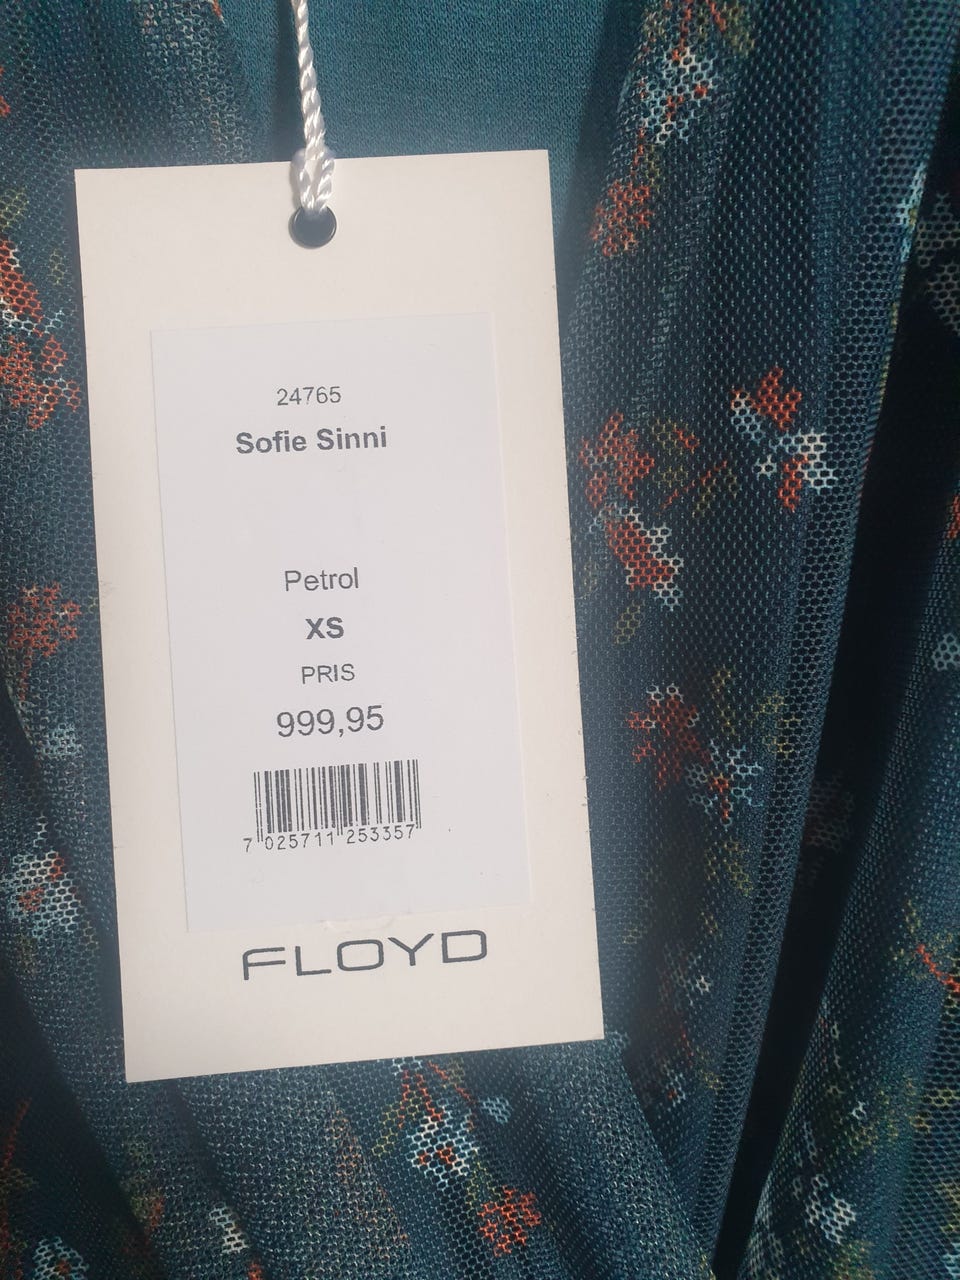 24765
Sofie Sinni
Petrol
XS
PRIS
999,95
7 025711 253357
FLOYD